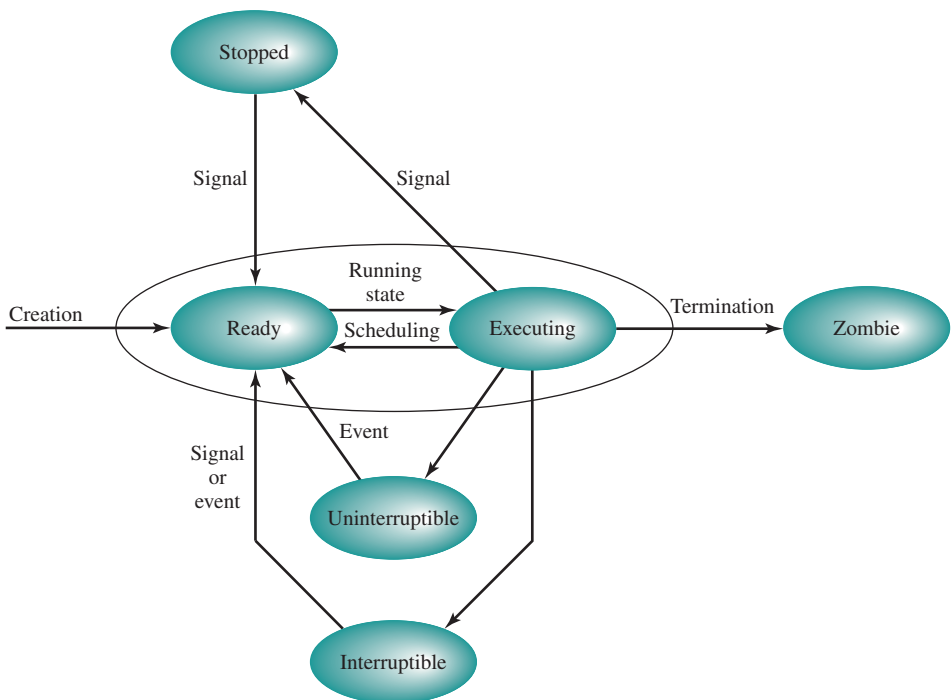 Stopped
Signal
Signal
Running
state
Creation
Ready
Scheduling
Executing
Termination
Zombie
Event
Signal
or
event
Uninterruptible
Interruptible